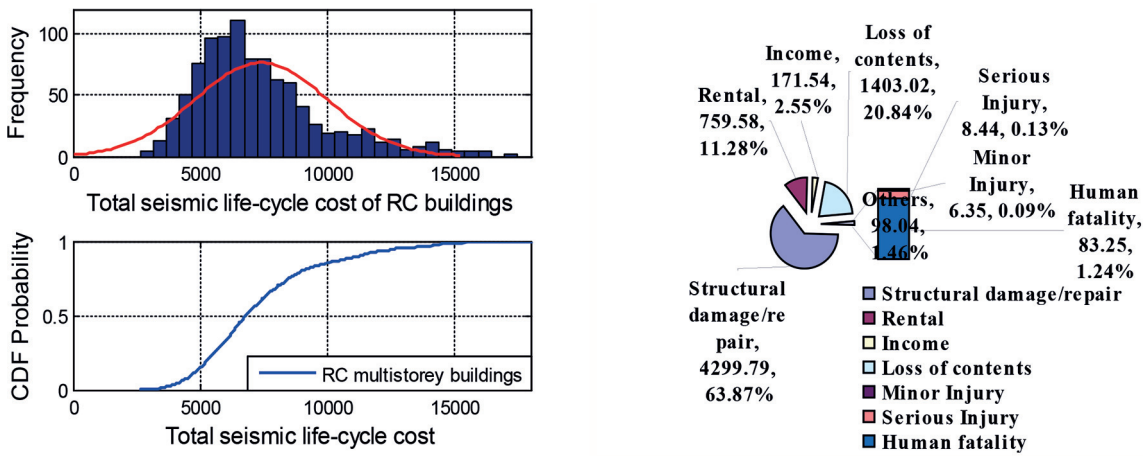 100
50
0
Frequency
0
5000
10000
15000
Total seismic life-cycle cost of RC buildings
1
0.5
0
CDF Probability
RC multistorey buildings
0
5000
10000
15000
Total seismic life-cycle cost
Income,
171.54,
2.55%
Loss of
contents,
1403.02,
20.84%
Rental,
759.58,
11.28%
Serious
Injury,
8.44, 0.13%
Minor
Injury,
6.35, 0.09%
Human
fatality,
83.25,
1.24%
Others,
98.04,
1.46%
Structural
damage/re
pair,
4299.79,
63.87%
Structural damage/repair
Rental
Income
Loss of contents
Minor Injury
Serious Injury
Human fatality